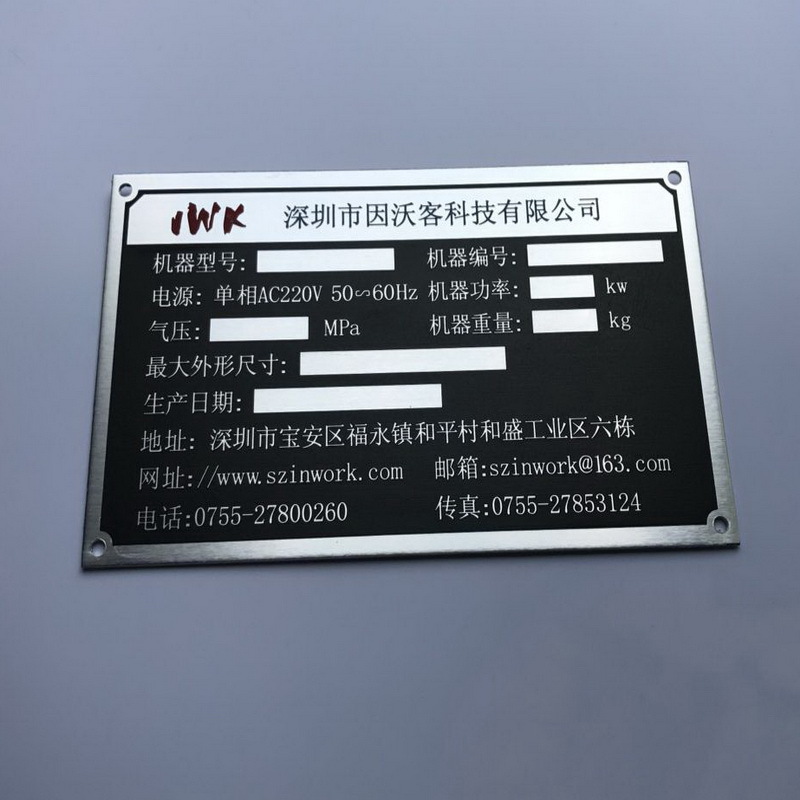 IWK 深圳市因沃客科技有限公司
机器型号: 机器编号:
电源: 单相AC220V 50∽60Hz 机器功率: kw
气压: MPa 机器重量: kg
最大外形尺寸:
生产日期:
地址: 深圳市宝安区福永镇和平村和盛工业区六栋
网址://www.szinwork.com 邮箱:szinwork@163.com
电话:0755-27800260 传真:0755-27853124